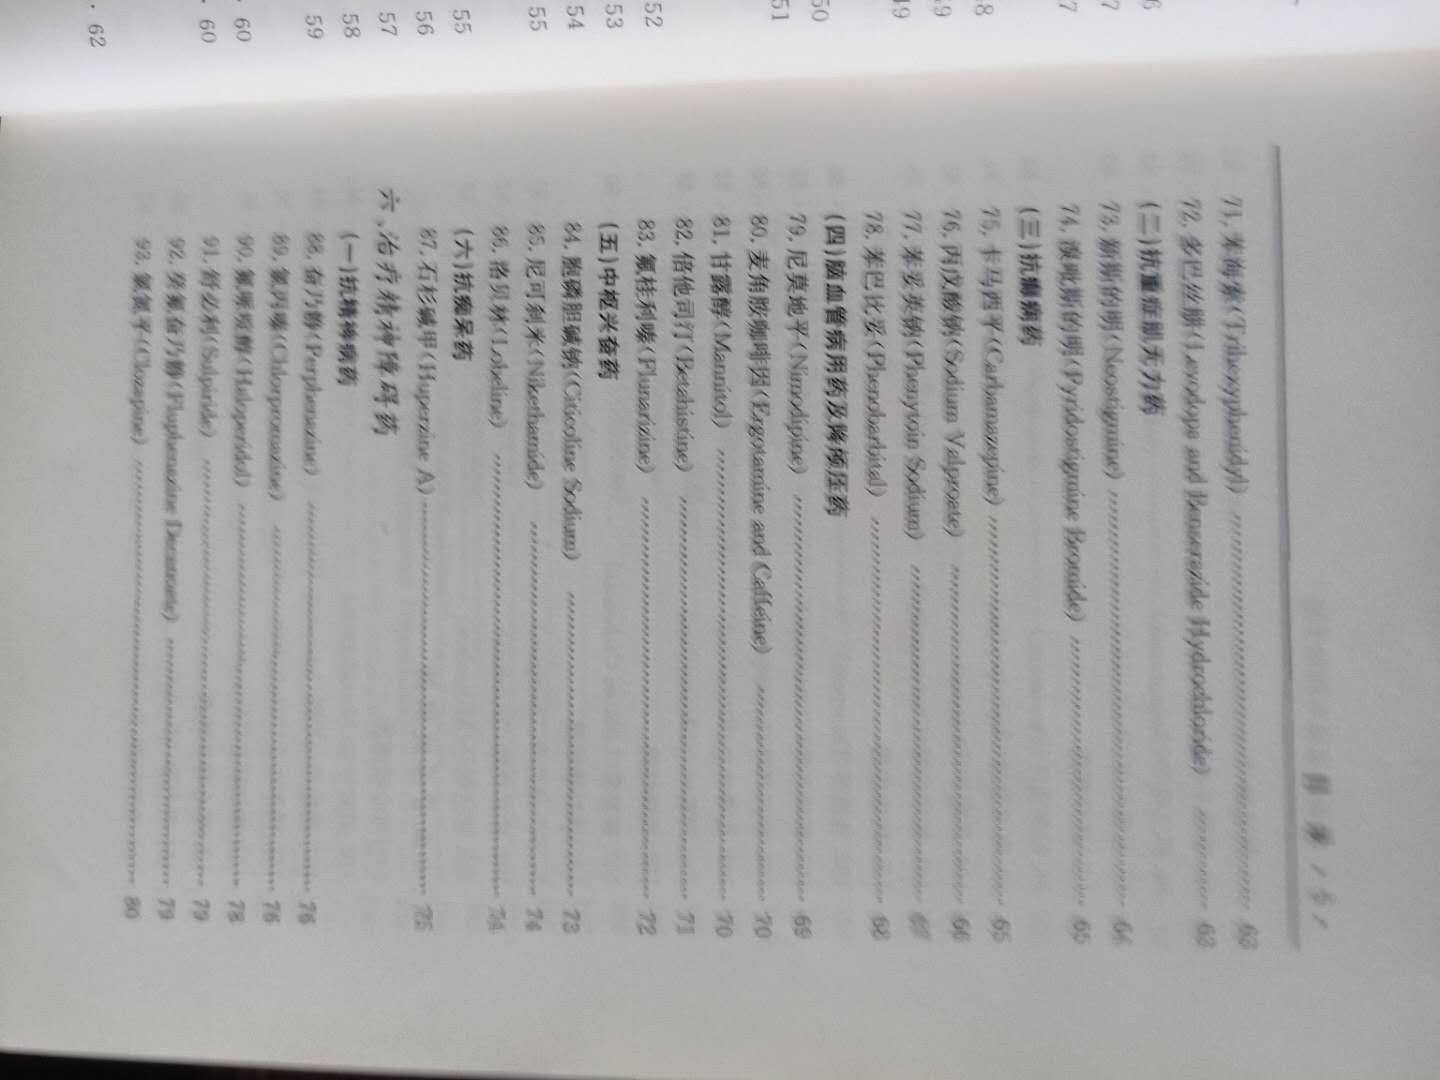 目 录
71. 苯海索(Trihexyphenidyl) 63
72. 多巴丝肼(Levodopa and Benserazide Hydrochloride) 63
(二)抗重症肌无力药
73. 新斯的明(Neostigmine) 64
74. 溴吡斯的明(Pyridostigmine Bromide) 65
(三)抗癫痫药
75. 卡马西平(Carbamazepine) 65
76. 丙戊酸钠(Sodium Valproate) 66
77. 苯妥英钠(Phenytoin Sodium) 67
78. 苯巴比妥(Phenobarbital) 68
(四)脑血管病用药及降颅压药
79. 尼莫地平(Nimodipine) 69
80. 麦角胺咖啡因(Ergotamine and Caffeine) 70
81. 甘露醇(Mannitol) 70
82. 倍他司汀(Betahistine) 71
83. 氟桂利嗪(Flunarizine) 72
(五)中枢兴奋药
84. 胞磷胆碱钠(Citicoline Sodium) 73
85. 尼可刹米(Nikethamide) 74
86. 洛贝林(Lobeline) 74
(六)抗痴呆药
87. 石杉碱甲(Huperzine A) 75
六、治疗精神障碍药
(一)抗精神病药
88. 奋乃静(Perphenazine) 76
89. 氯丙嗪(Chlorpromazine) 76
90. 氟哌啶醇(Haloperidol) 78
91. 舒必利(Sulpiride) 79
92. 癸氟奋乃静(Fluphenazine Decanoate) 79
93. 氯氮平(Clozapine) 80
50
51
52
53
54
55
55
56
57
58
59
60
60
62